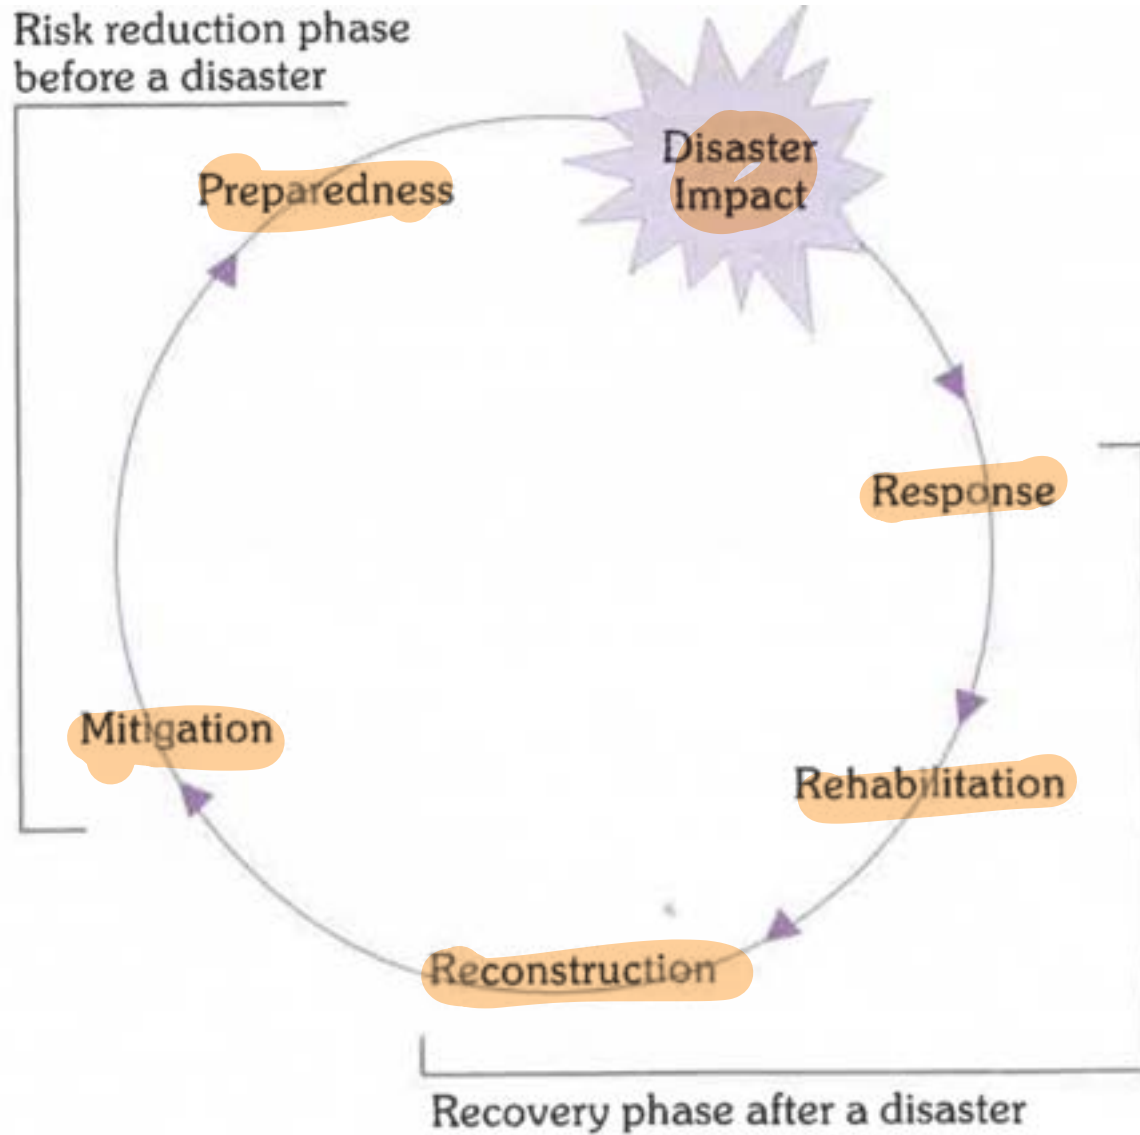 Risk reduction phase
before a disaster
Disaster
Impact
Preparedness
Response
Mitigation
Rehabilitation
Reconstruction
Recovery phase after a disaster